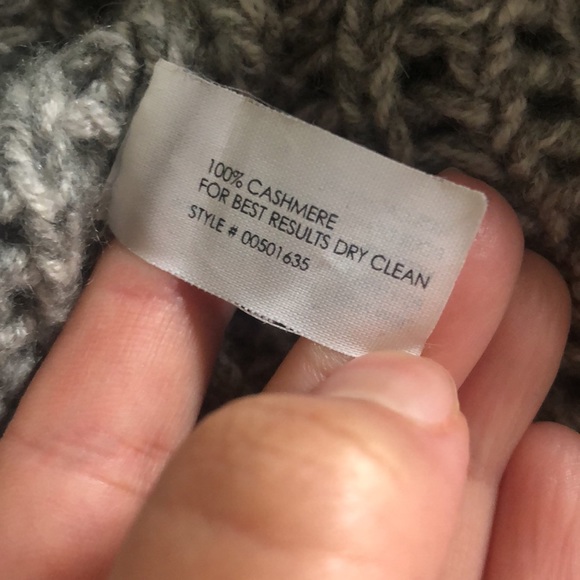 100% CASHMERE
FOR BEST RESULTS DRY CLEAN
STYLE # 00501635